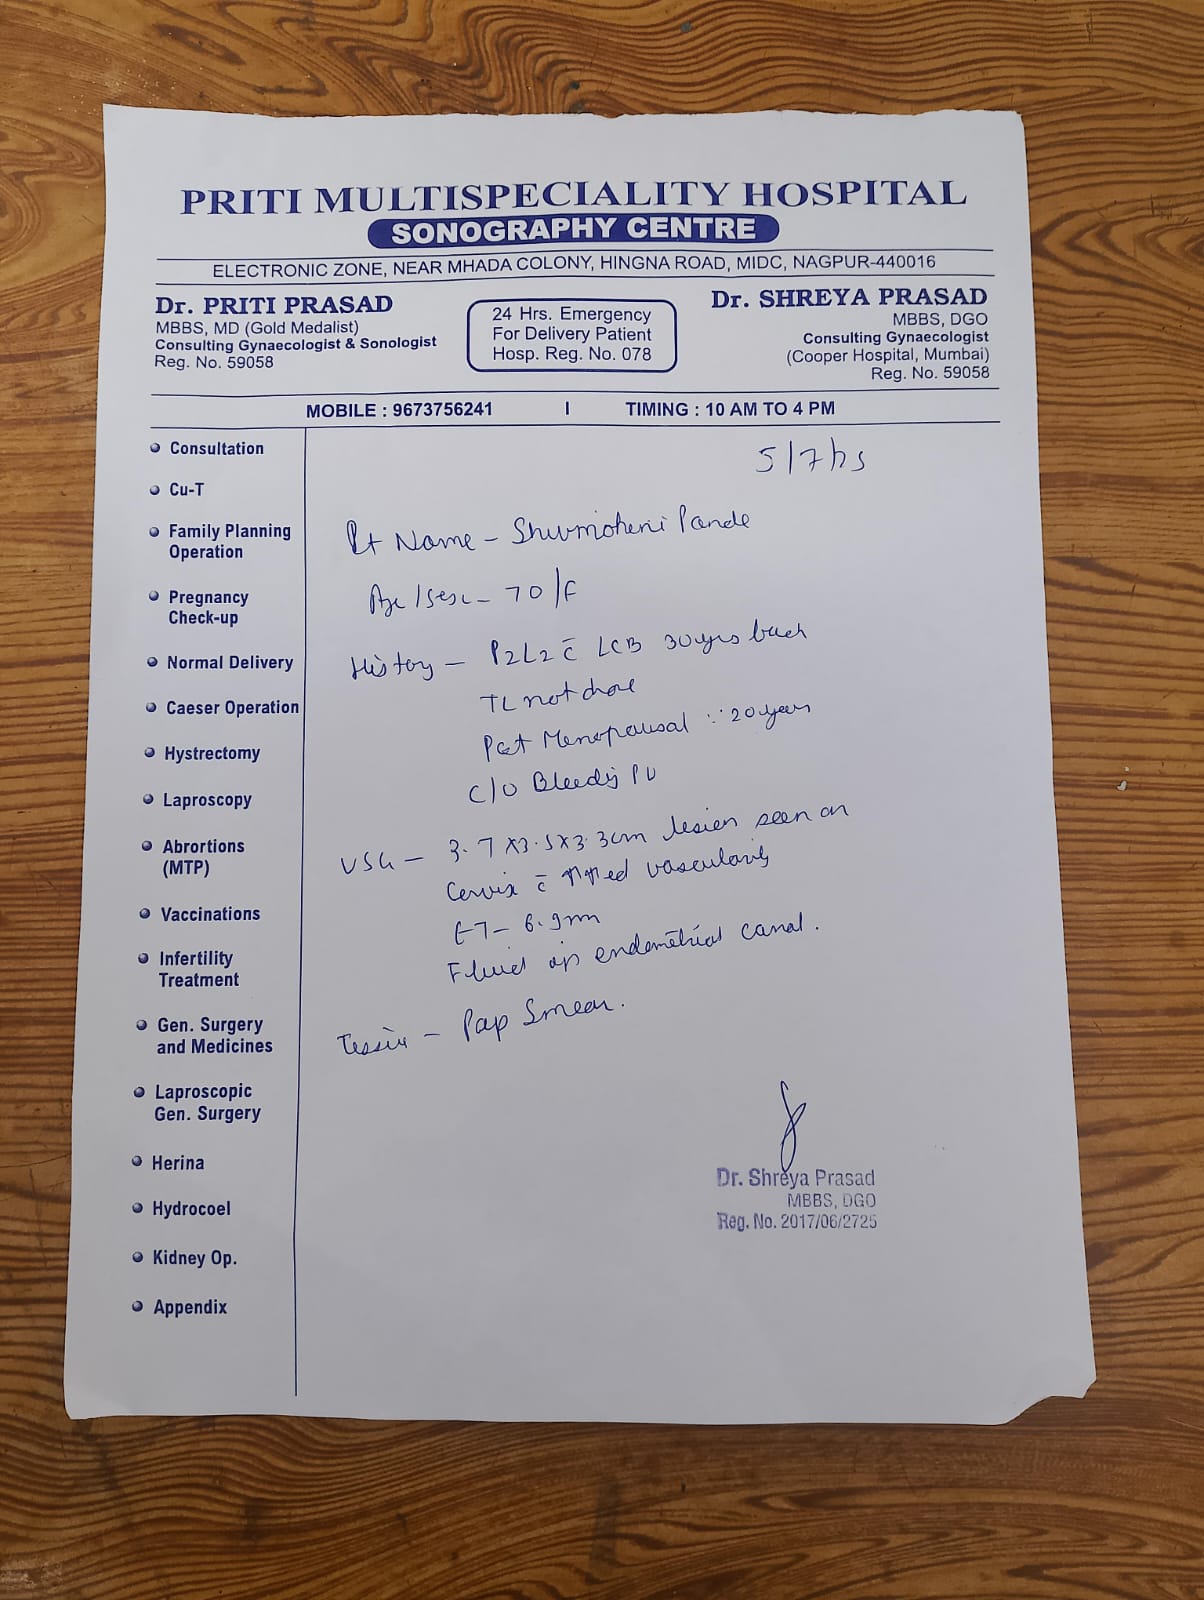 PRITI MULTISPECIALITY HOSPITAL
SONOGRAPHY CENTRE
ELECTRONIC ZONE, NEAR MHADA COLONY, HINGNA ROAD, MIDC, NAGPUR-440016
Dr. PRITI PRASAD
MBBS, MD (Gold Medalist)
Consulting Gynaecologist & Sonologist
Reg. No. 59058
24 Hrs. Emergency
For Delivery Patient
Hosp. Reg. No. 078
Dr. SHREYA PRASAD
MBBS, DGO
Consulting Gynaecologist
(Cooper Hospital, Mumbai)
Reg. No. 59058
MOBILE : 9673756241 | TIMING : 10 AM TO 4 PM
Consultation
Cu-T
Family Planning
Operation
Pregnancy
Check-up
Normal Delivery
Caeser Operation
Hystrectomy
Laproscopy
Abrortions
(MTP)
Vaccinations
Infertility
Treatment
Gen. Surgery
and Medicines
Laproscopic
Gen. Surgery
Herina
Hydrocoel
Kidney Op.
Appendix
5/7/25
Pt Name - Shivmoheni Pande
Age/Sex - 70/F
History - P2L2 c̄ LCB 30yrs back
TL not done
Post Menopausal ∵ 20 years
C/O Bleeding PV
USG - 3.7x3.5x3.3cm lesion seen on
Cervix c̄ ↑↑ed vascularity
ET - 6.9mm
Fluid in endometrial canal.
- Pap Smear.
Dr. Shreya Prasad
MBBS, DGO
Reg. No. 2017/06/2725